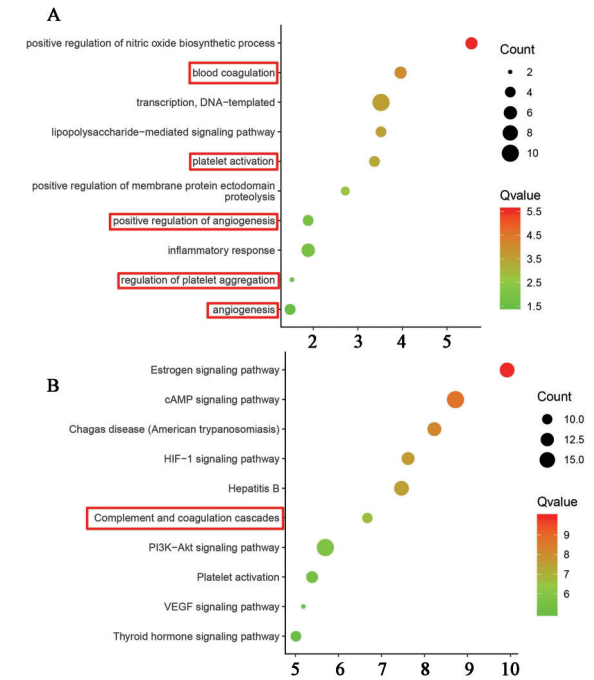 A
positive regulation of nitric oxide biosynthetic process
blood coagulation
transcription, DNA−templated
lipopolysaccharide−mediated signaling pathway
platelet activation
positive regulation of membrane protein ectodomain
proteolysis
positive regulation of angiogenesis
inflammatory response
regulation of platelet aggregation
angiogenesis
2 3 4 5
Count
2
4
6
8
10
Qvalue
5.5
4.5
3.5
2.5
1.5
B
Estrogen signaling pathway
cAMP signaling pathway
Chagas disease (American trypanosomiasis)
HIF−1 signaling pathway
Hepatitis B
Complement and coagulation cascades
PI3K−Akt signaling pathway
Platelet activation
VEGF signaling pathway
Thyroid hormone signaling pathway
5 6 7 8 9 10
Count
10.0
12.5
15.0
Qvalue
9
8
7
6